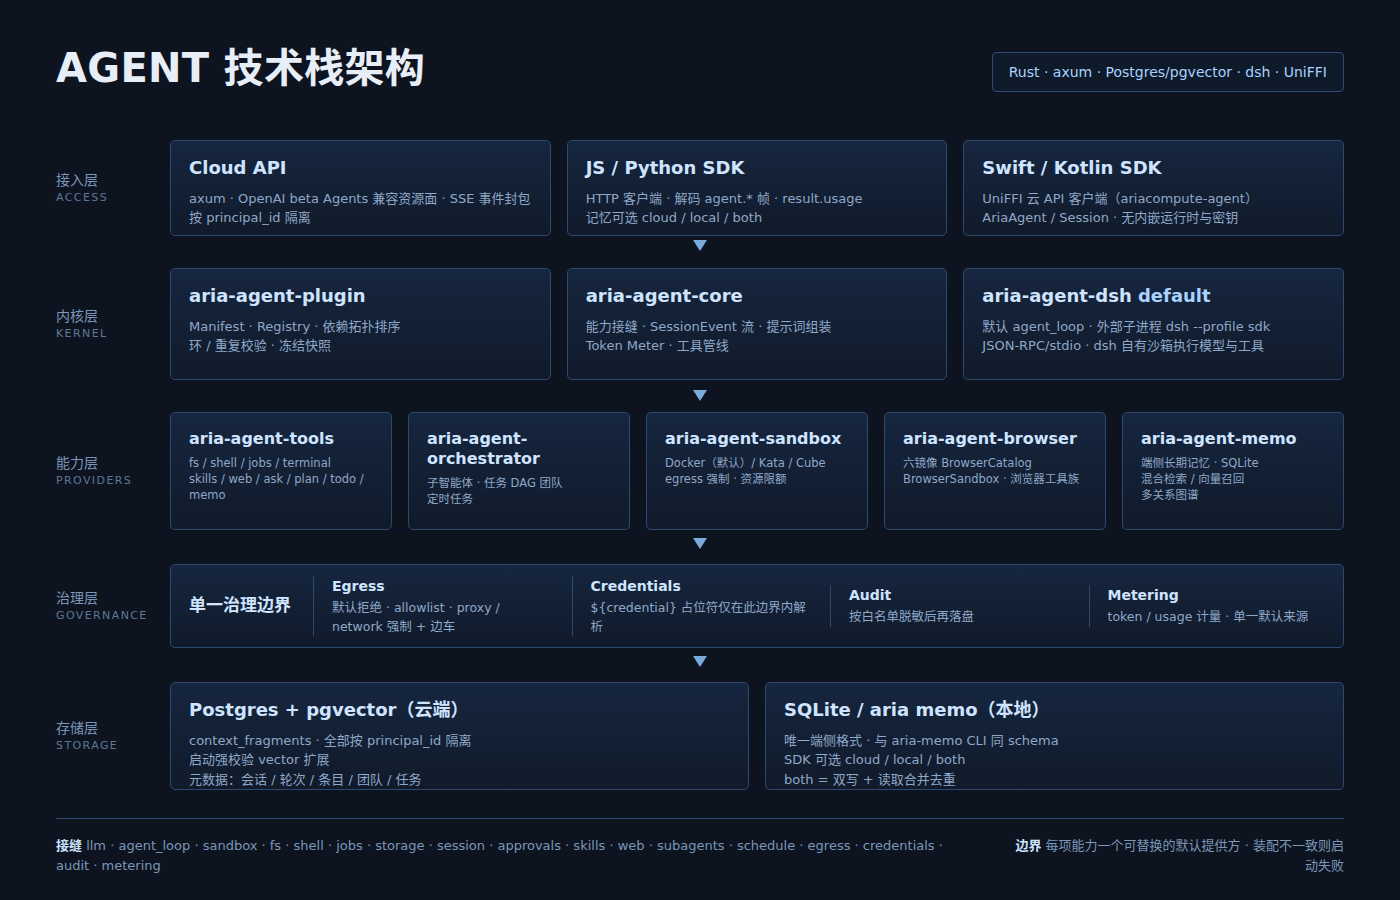 AGENT 技术栈架构
Rust · axum · Postgres/pgvector · dsh · UniFFI
接入层
ACCESS
Cloud API
axum · OpenAI beta Agents 兼容资源面 · SSE 事件封包
按 principal_id 隔离
JS / Python SDK
HTTP 客户端 · 解码 agent.* 帧 · result.usage
记忆可选 cloud / local / both
Swift / Kotlin SDK
UniFFI 云 API 客户端（ariacompute-agent）
AriaAgent / Session · 无内嵌运行时与密钥
内核层
KERNEL
aria-agent-plugin
Manifest · Registry · 依赖拓扑排序
环 / 重复校验 · 冻结快照
aria-agent-core
能力接缝 · SessionEvent 流 · 提示词组装
Token Meter · 工具管线
aria-agent-dsh default
默认 agent_loop · 外部子进程 dsh --profile sdk
JSON-RPC/stdio · dsh 自有沙箱执行模型与工具
能力层
PROVIDERS
aria-agent-tools
fs / shell / jobs / terminal
skills / web / ask / plan / todo /
memo
aria-agent-
orchestrator
子智能体 · 任务 DAG 团队
定时任务
aria-agent-sandbox
Docker（默认）/ Kata / Cube
egress 强制 · 资源限额
aria-agent-browser
六镜像 BrowserCatalog
BrowserSandbox · 浏览器工具族
aria-agent-memo
端侧长期记忆 · SQLite
混合检索 / 向量召回
多关系图谱
治理层
GOVERNANCE
单一治理边界
Egress
默认拒绝 · allowlist · proxy /
network 强制 + 边车
Credentials
${credential} 占位符仅在此边界内解
析
Audit
按白名单脱敏后再落盘
Metering
token / usage 计量 · 单一默认来源
存储层
STORAGE
Postgres + pgvector（云端）
context_fragments · 全部按 principal_id 隔离
启动强校验 vector 扩展
元数据：会话 / 轮次 / 条目 / 团队 / 任务
SQLite / aria memo（本地）
唯一端侧格式 · 与 aria-memo CLI 同 schema
SDK 可选 cloud / local / both
both = 双写 + 读取合并去重
接缝 llm · agent_loop · sandbox · fs · shell · jobs · storage · session · approvals · skills · web · subagents · schedule · egress · credentials ·
audit · metering
边界 每项能力一个可替换的默认提供方 · 装配不一致则启
动失败